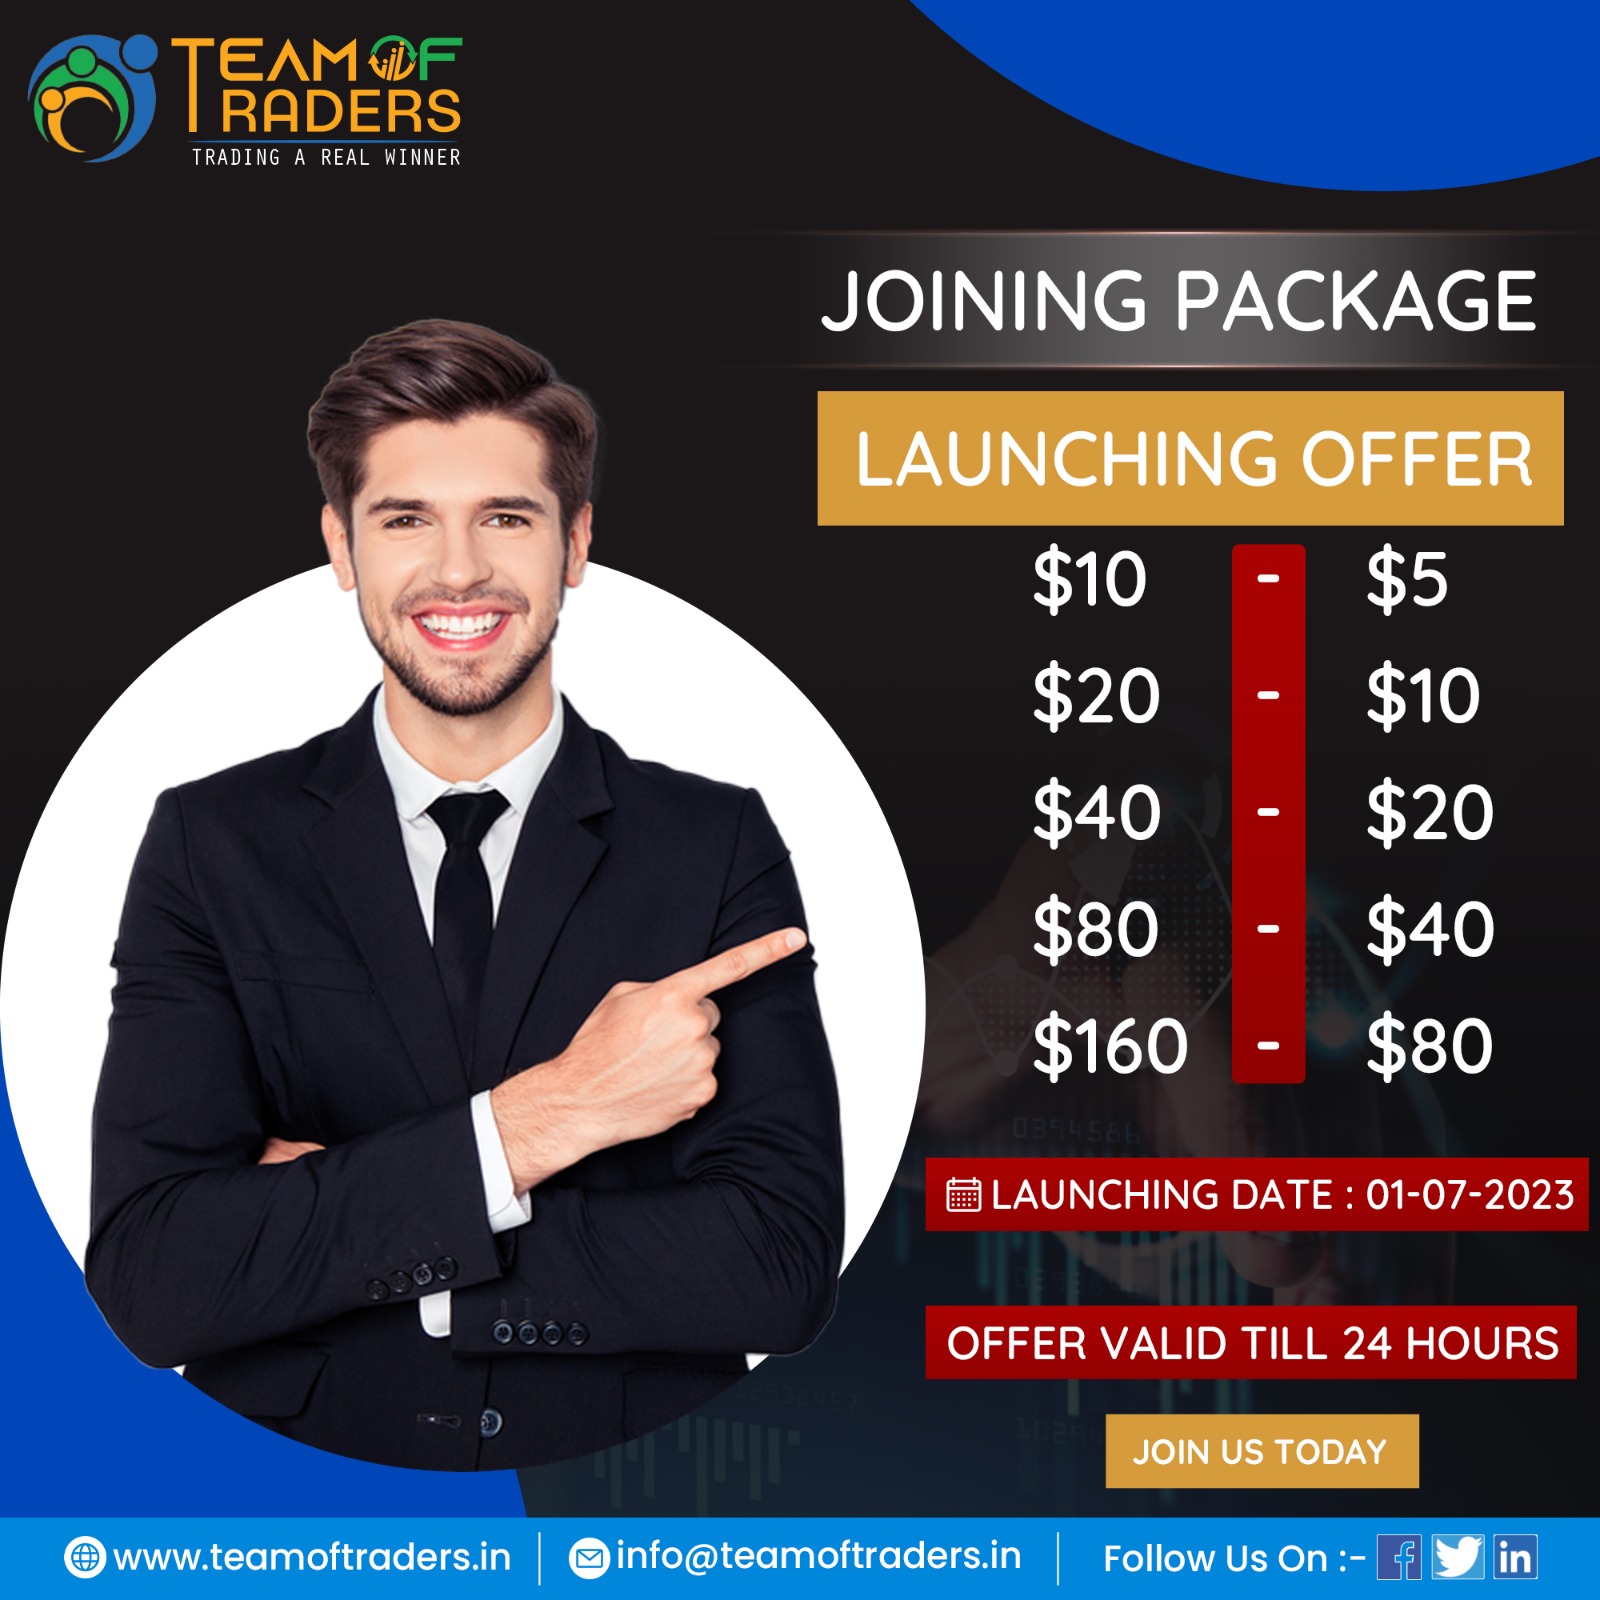 TEAM OF
TRADERS
TRADING A REAL WINNER
JOINING PACKAGE
LAUNCHING OFFER
$10 - $5
$20 - $10
$40 - $20
$80 - $40
$160 - $80
0394586
LAUNCHING DATE : 01-07-2023
OFFER VALID TILL 24 HOURS
JOIN US TODAY
www.teamoftraders.in
info@teamoftraders.in
Follow Us On :-